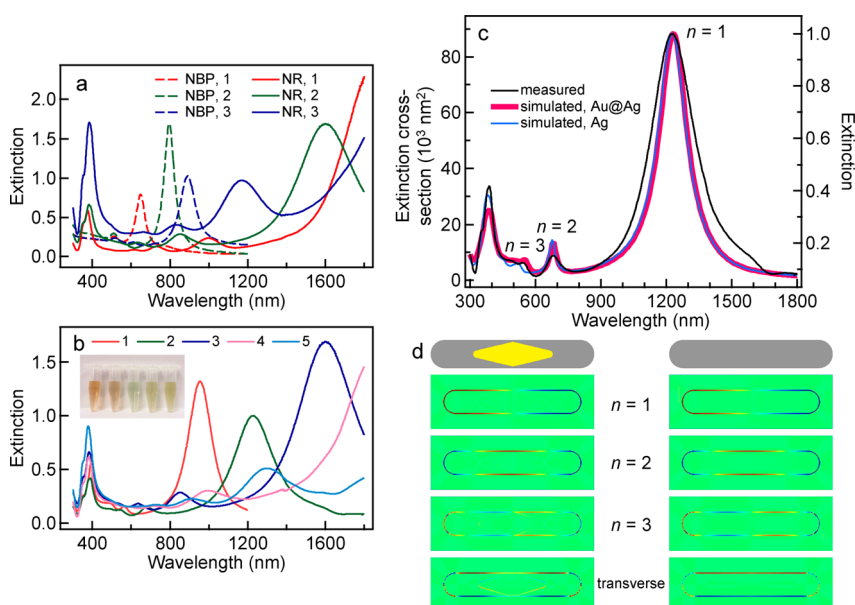 a
NBP, 1
NBP, 2
NBP, 3
NR, 1
NR, 2
NR, 3
Extinction
2.0
1.5
1.0
0.5
0.0
400 800 1200 1600
Wavelength (nm)
b
1 2 3 4 5
Extinction
1.5
1.0
0.5
0.0
400 800 1200 1600
Wavelength (nm)
c
n = 1
measured
simulated, Au@Ag
simulated, Ag
n = 2
n = 3
Extinction cross-
section (10³ nm²)
80
60
40
20
0
1.0
0.8
0.6
0.4
0.2
Extinction
300 600 900 1200 1500 1800
Wavelength (nm)
d
n = 1
n = 2
n = 3
transverse